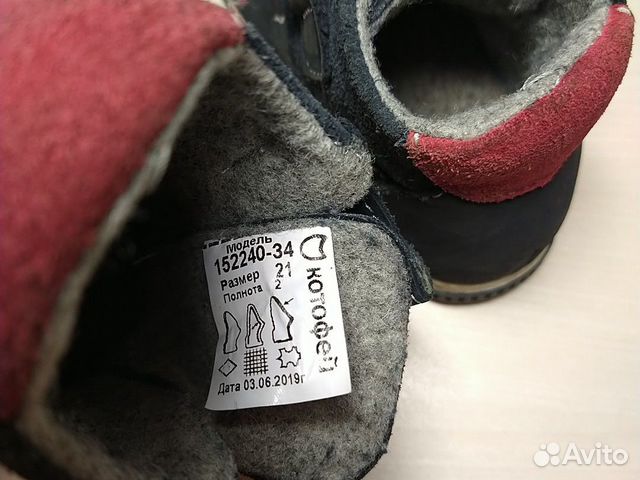 Модель
152240-34
Размер 21
Полнота 2
Дата 03.06.2019г
котофей
Avito